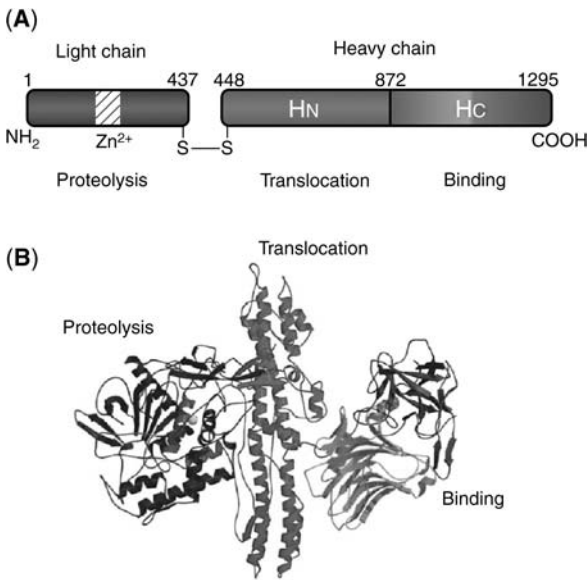 (A)
Light chain Heavy chain
1 437 448 872 1295
HN HC
NH2 Zn2+ S S COOH
Proteolysis Translocation Binding
(B)
Translocation
Proteolysis
Binding